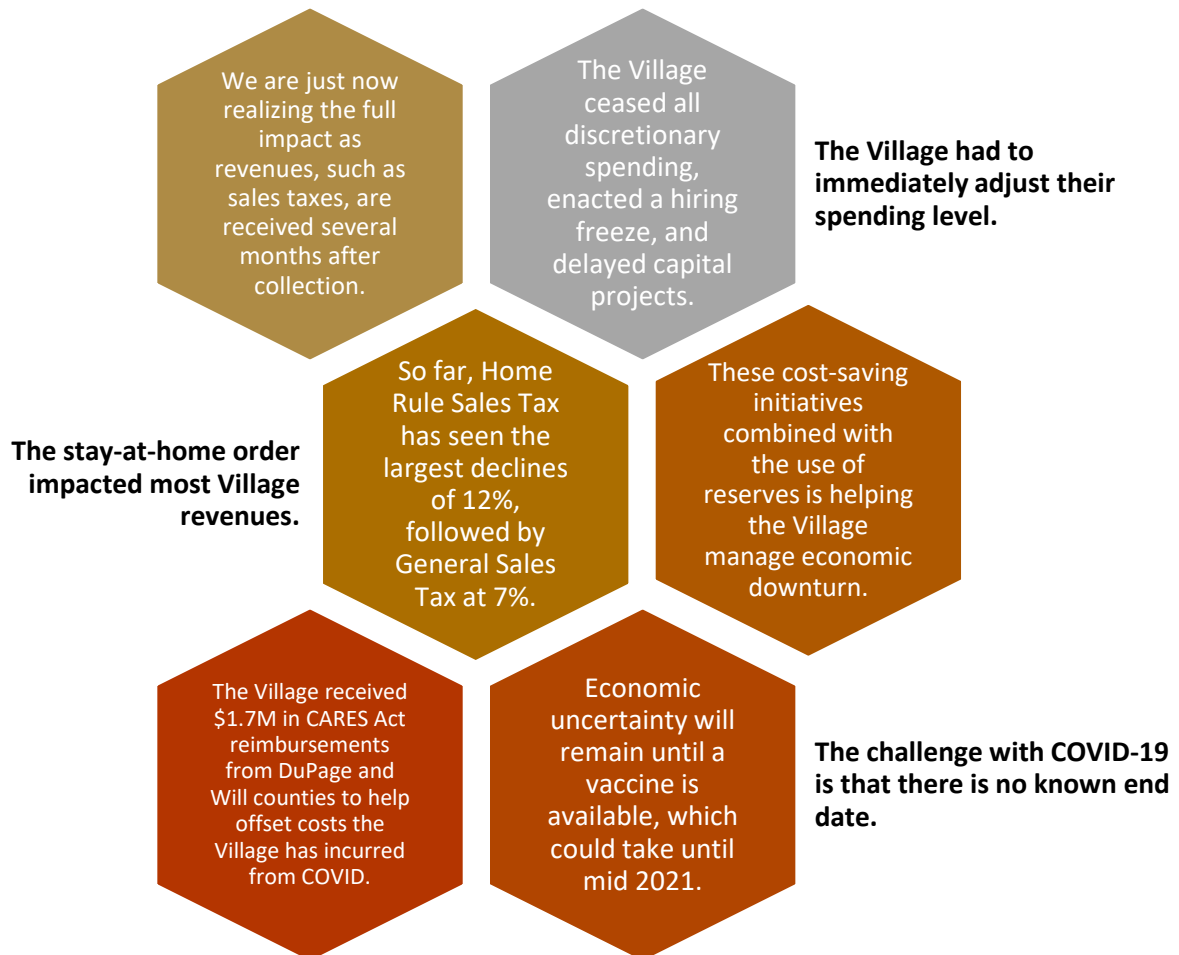 We are just now
realizing the full
impact as
revenues, such as
sales taxes, are
received several
months after
collection.
The Village
ceased all
discretionary
spending,
enacted a hiring
freeze, and
delayed capital
projects.
The Village had to
immediately adjust their
spending level.
The stay-at-home order
impacted most Village
revenues.
So far, Home
Rule Sales Tax
has seen the
largest declines
of 12%,
followed by
General Sales
Tax at 7%.
These cost-saving
initiatives
combined with
the use of
reserves is helping
the Village
manage economic
downturn.
The Village received
$1.7M in CARES Act
reimbursements
from DuPage and
Will counties to help
offset costs the
Village has incurred
from COVID.
Economic
uncertainty will
remain until a
vaccine is
available, which
could take until
mid 2021.
The challenge with COVID-19
is that there is no known end
date.